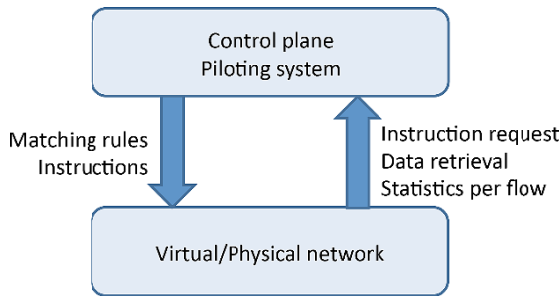 Control plane
Piloting system
Matching rules
Instructions
Instruction request
Data retrieval
Statistics per flow
Virtual/Physical network